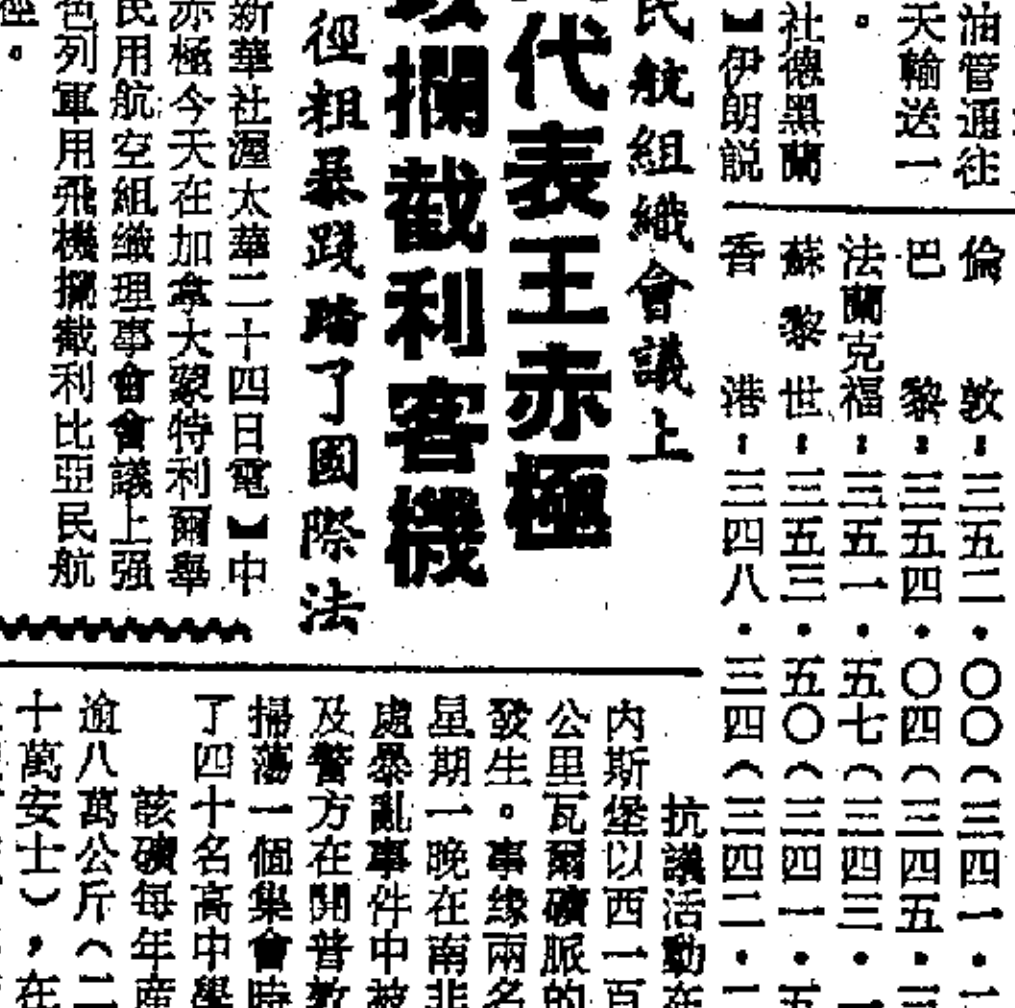 油管通往
天輸送一
。
社德黑蘭
】伊朗説
倫敦：三五二·〇〇（三四一·
巴黎：三五四·〇四（三四五·
法蘭克福：三五一·五七（三四三·
蘇黎世：三五三·五〇（三四一·五
香港：三四八·三四（三四二·
民航組織會議上
代表王赤極
攔截利客機
徑粗暴踐踏了國際法
新華社渥太華二十四日電】中
赤極今天在加拿大蒙特利爾舉
民用航空組織理事會會議上强
色列軍用飛機攔截利比亞民航
徑。
抗議活動在
内斯堡以西一百
公里瓦爾礦脈的
發生。事緣兩名
星期一晚在南非
處暴亂事件中被
及警方在開普敦
掃蕩一個集會時
了四十名高中學
該礦每年産
逾八萬公斤（二
十萬安士），在